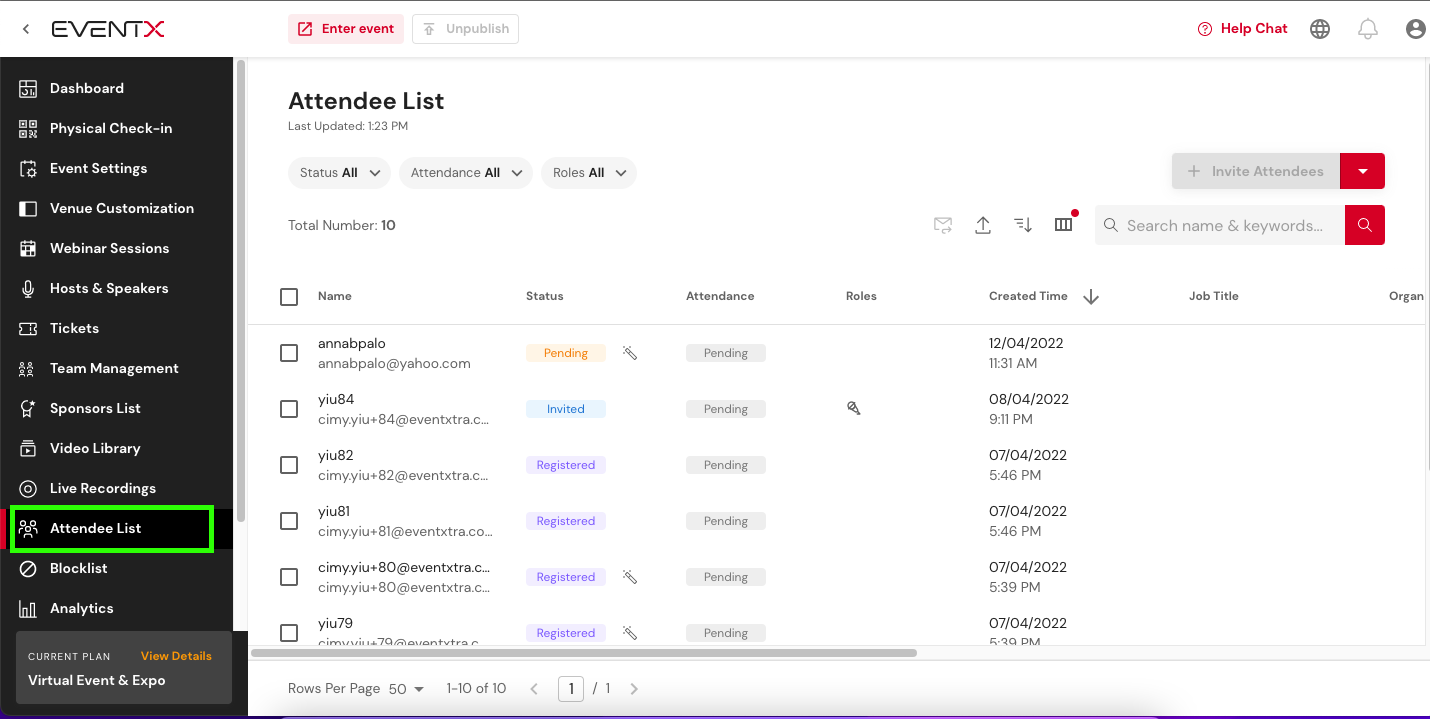 EVENTX
Enter event
Unpublish
Help Chat
Dashboard
Physical Check-in
Event Settings
Venue Customization
Webinar Sessions
Hosts & Speakers
Tickets
Team Management
Sponsors List
Video Library
Live Recordings
Attendee List
Blocklist
Analytics
CURRENT PLAN View Details
Virtual Event & Expo
Attendee List
Last Updated: 1:23 PM
Status All Attendance All Roles All
+ Invite Attendees
Total Number: 10
Search name & keywords...
Name Status Attendance Roles Created Time Job Title Organ
annabpalo Pending Pending 12/04/2022
annabpalo@yahoo.com 11:31 AM
yiu84 Invited Pending 08/04/2022
cimy.yiu+84@eventxtra.c... 9:11 PM
yiu82 Registered Pending 07/04/2022
cimy.yiu+82@eventxtra.c... 5:46 PM
yiu81 Registered Pending 07/04/2022
cimy.yiu+81@eventxtra.co... 5:46 PM
cimy.yiu+80@eventxtra.c... Registered Pending 07/04/2022
cimy.yiu+80@eventxtra.c... 5:39 PM
yiu79 Registered Pending 07/04/2022
cimy.yiu+79@eventxtra.c... 5:39 PM
Rows Per Page 50 1-10 of 10 1 / 1